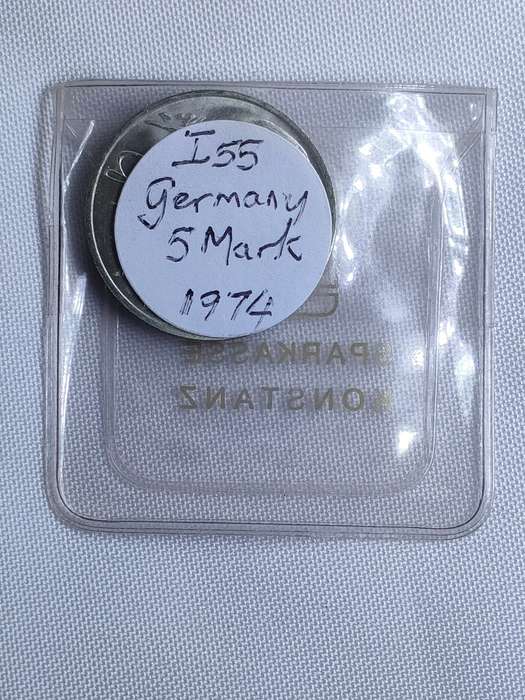 I55
Germany
5 Mark
1974
SPARKASSE
KONSTANZ